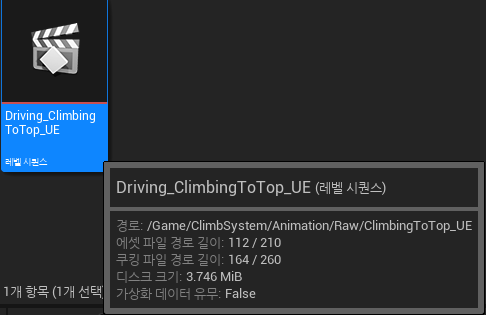 Driving_Climbing
ToTop_UE
레벨 시퀀스
Driving_ClimbingToTop_UE (레벨 시퀀스)
경로: /Game/ClimbSystem/Animation/Raw/ClimbingToTop_UE
에셋 파일 경로 길이: 112 / 210
쿠킹 파일 경로 길이: 164 / 260
디스크 크기: 3.746 MiB
가상화 데이터 유무: False
1개 항목 (1개 선택)